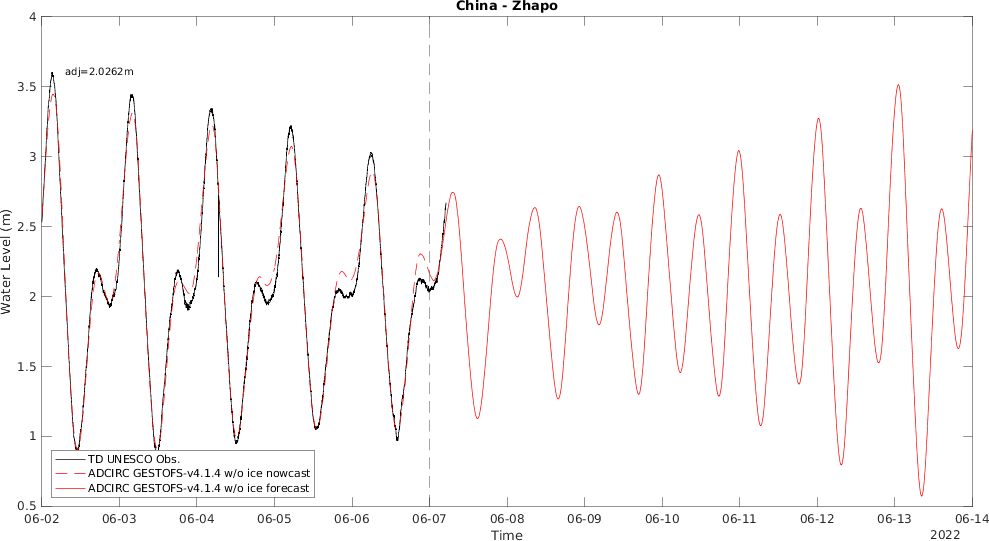 China - Zhapo
adj=2.0262m
Water Level (m)
4
3.5
3
2.5
2
1.5
1
0.5
TD UNESCO Obs.
ADCIRC GESTOFS-v4.1.4 w/o ice nowcast
ADCIRC GESTOFS-v4.1.4 w/o ice forecast
06-02 06-03 06-04 06-05 06-06 06-07 06-08 06-09 06-10 06-11 06-12 06-13 06-14
Time
2022